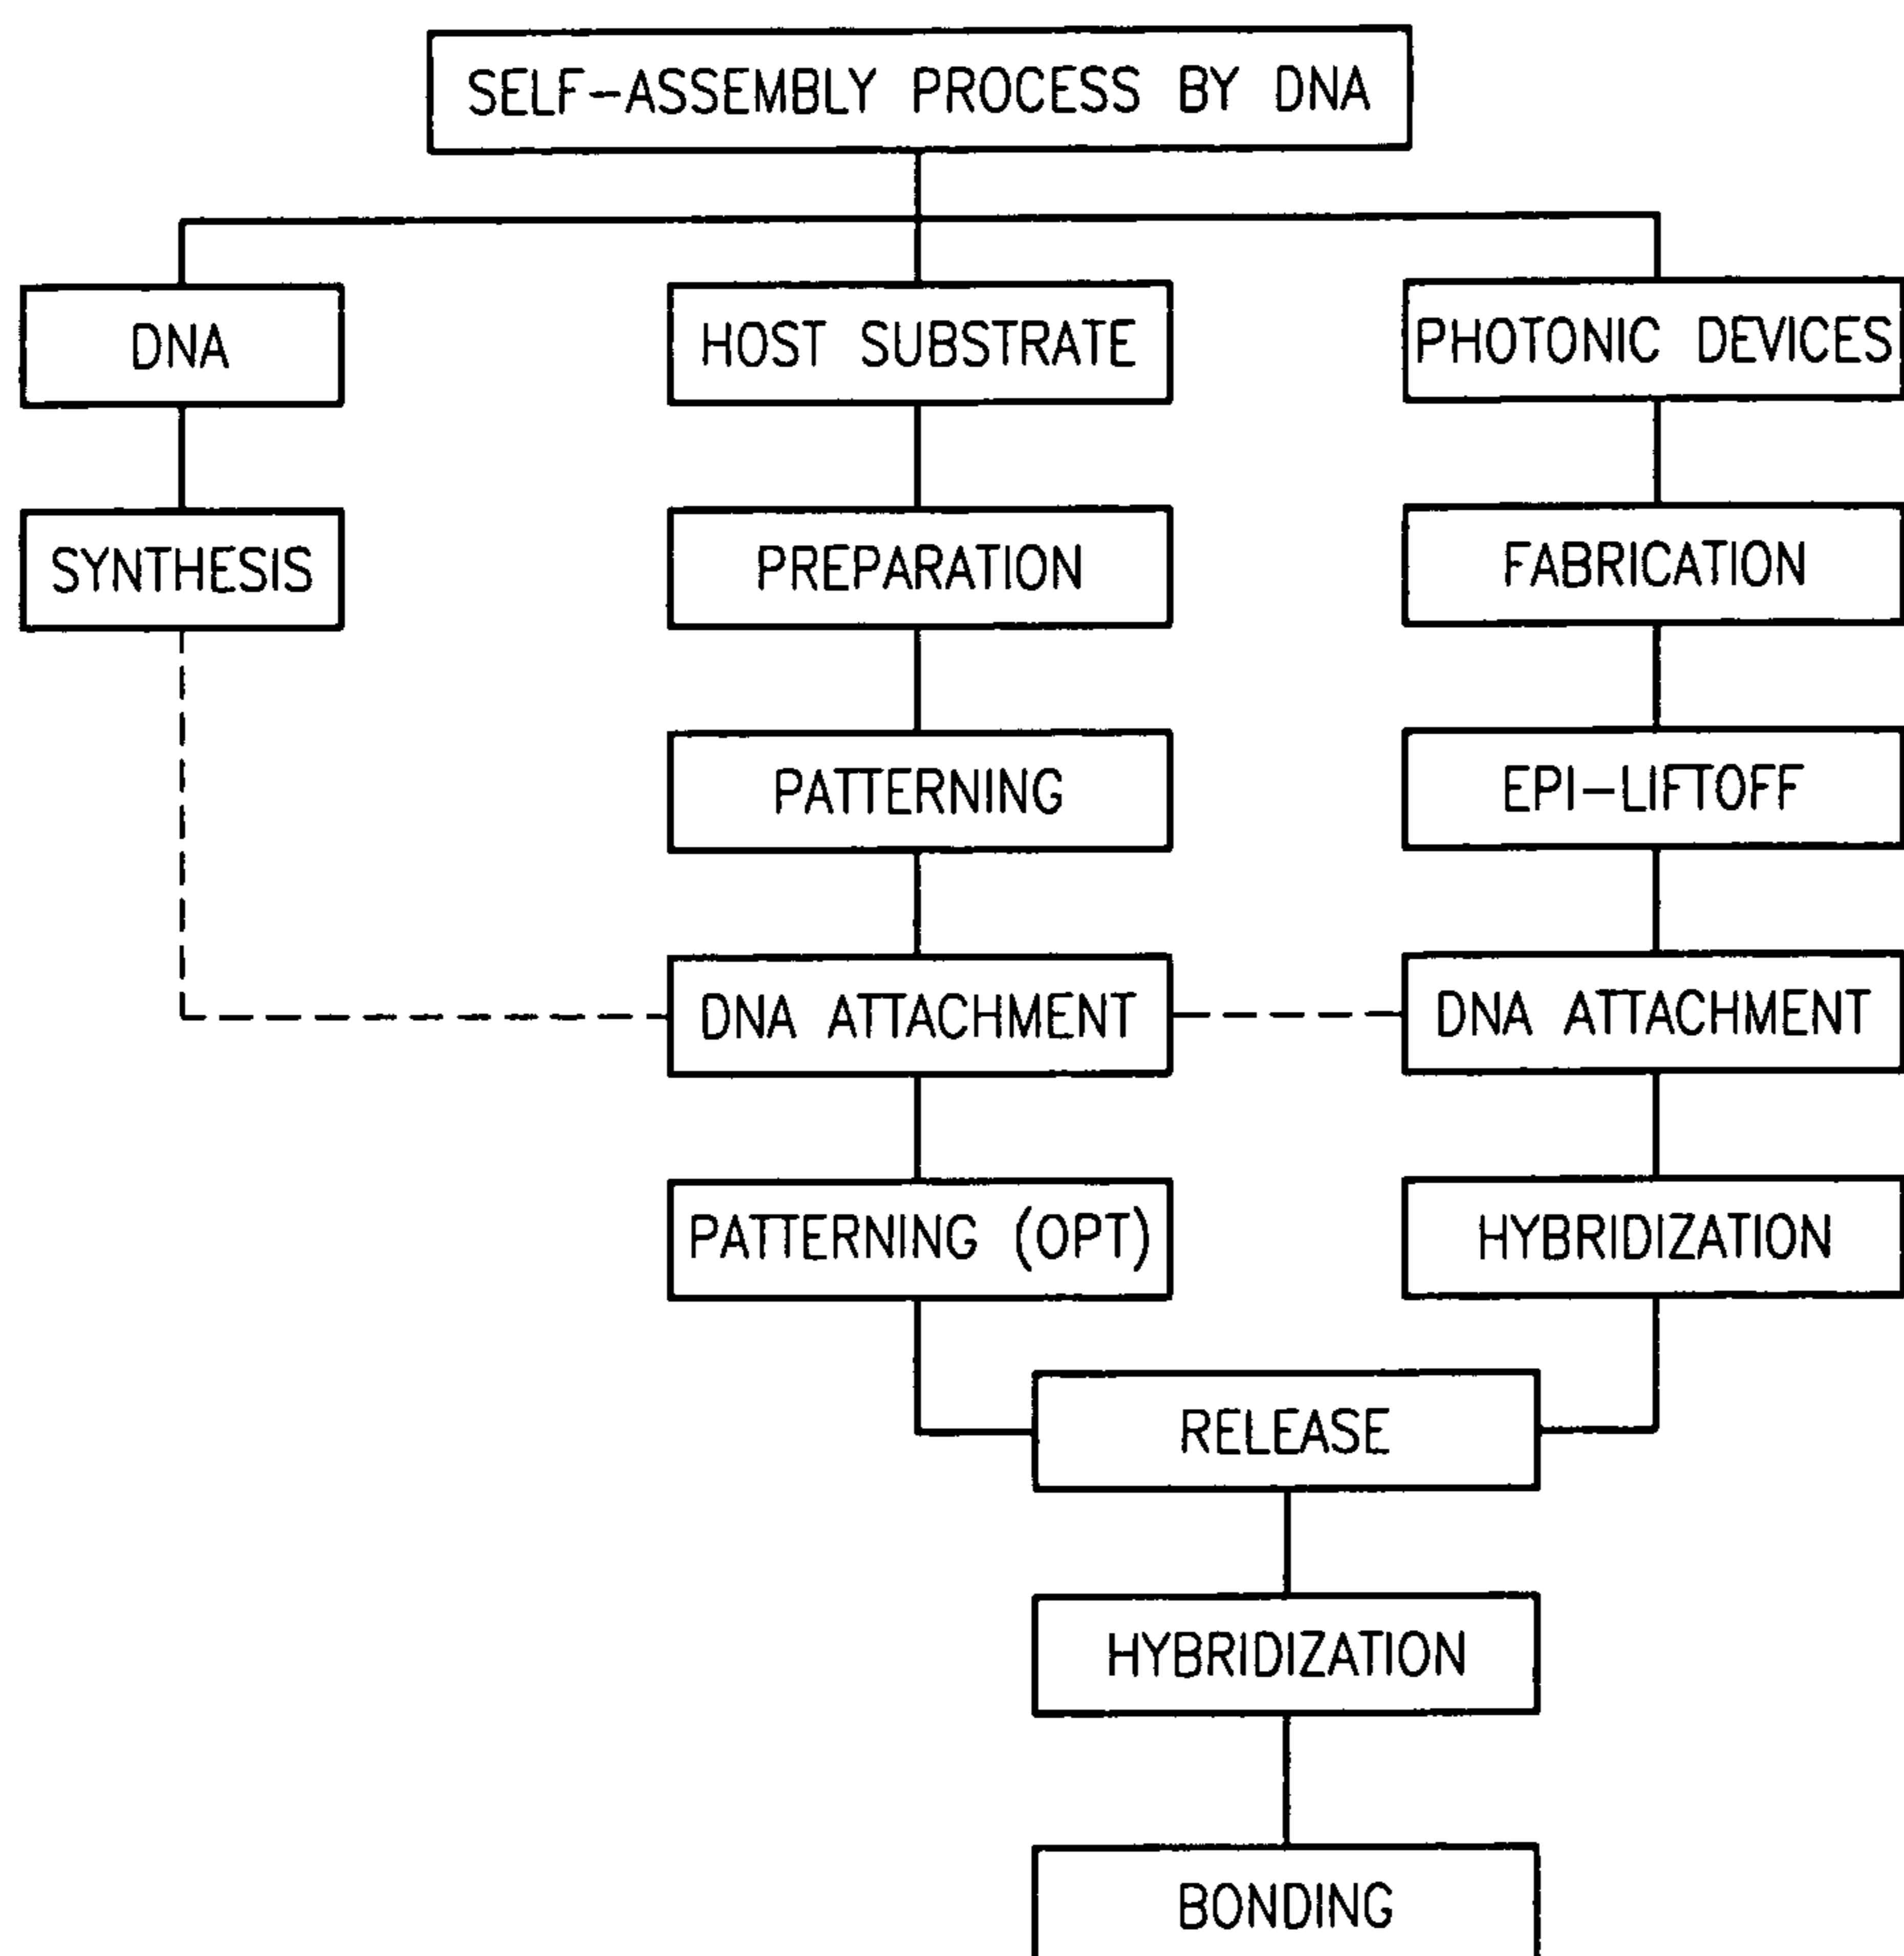 SELF-ASSEMBLY PROCESS BY DNA
DNA
HOST SUBSTRATE
PHOTONIC DEVICES
SYNTHESIS
PREPARATION
FABRICATION
PATTERNING
EPI-LIFTOFF
DNA ATTACHMENT
DNA ATTACHMENT
PATTERNING (OPT)
HYBRIDIZATION
RELEASE
HYBRIDIZATION
BONDING